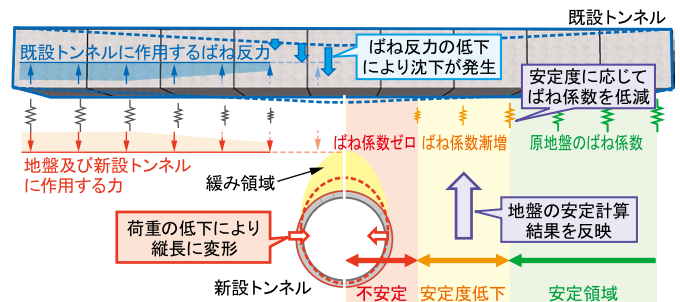 既設トンネル
既設トンネルに作用するばね反力
ばね反力の低下
により沈下が発生
安定度に応じて
ばね係数を低減
ばね係数ゼロ
ばね係数漸増
原地盤のばね係数
地盤及び新設トンネル
に作用する力
緩み領域
荷重の低下により
縦長に変形
地盤の安定計算
結果を反映
新設トンネル
不安定
安定度低下
安定領域